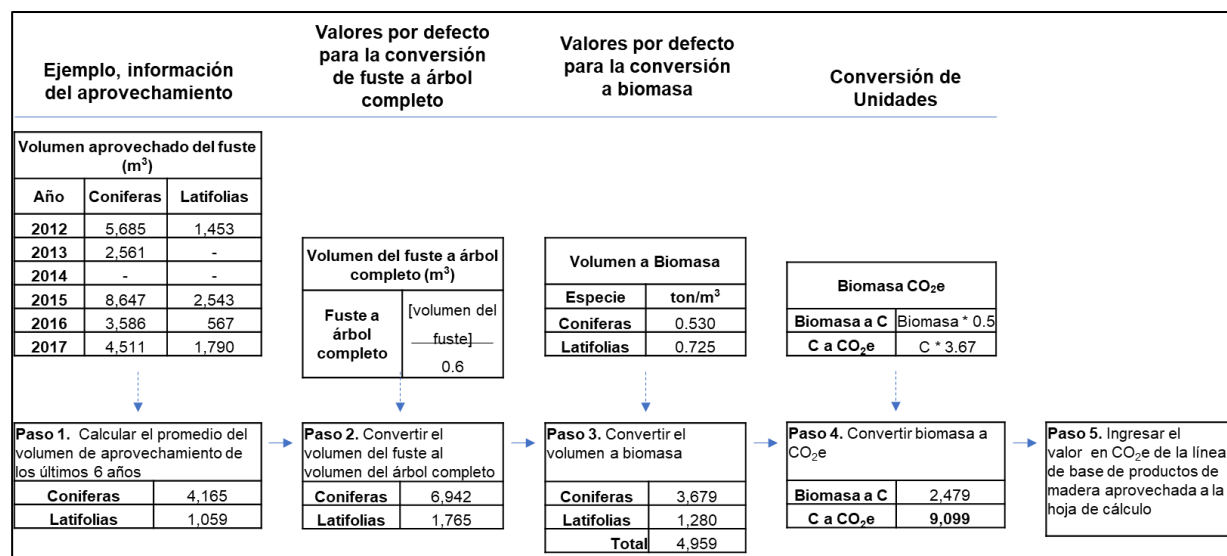 Ejemplo, información
del aprovechamiento
Valores por defecto
para la conversión
de fuste a árbol
completo
Valores por defecto
para la conversión
a biomasa
Conversión de
Unidades
Volumen aprovechado del fuste
(m³)
Año Coniferas Latifolias
2012 5,685 1,453
2013 2,561 -
2014 - -
2015 8,647 2,543
2016 3,586 567
2017 4,511 1,790
Volumen del fuste a árbol
completo (m³)
Fuste a
árbol
completo
[volumen del
fuste]
0.6
Volumen a Biomasa
Especie ton/m³
Coniferas 0.530
Latifolias 0.725
Biomasa CO₂e
Biomasa a C Biomasa * 0.5
C a CO₂e C * 3.67
Paso 1. Calcular el promedio del
volumen de aprovechamiento de
los últimos 6 años
Coniferas 4,165
Latifolias 1,059
Paso 2. Convertir el
volumen del fuste al
volumen del árbol completo
Coniferas 6,942
Latifolias 1,765
Paso 3. Convertir el
volumen a biomasa
Coniferas 3,679
Latifolias 1,280
Total 4,959
Paso 4. Convertir biomasa a
CO₂e
Biomasa a C 2,479
C a CO₂e 9,099
Paso 5. Ingresar el
valor en CO₂e de la línea
de base de productos de
madera aprovechada a la
hoja de cálculo